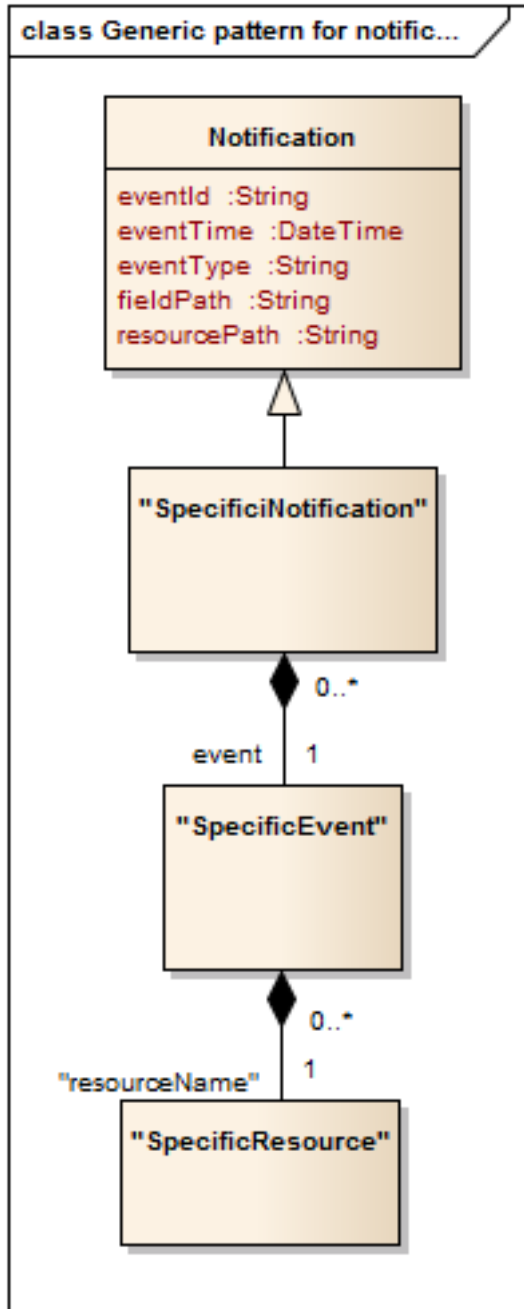 class Generic pattern for notific...
Notification
eventId :String
eventTime :DateTime
eventType :String
fieldPath :String
resourcePath :String
"SpecificiNotification"
0..*
event 1
"SpecificEvent"
0..*
1
"resourceName"
"SpecificResource"